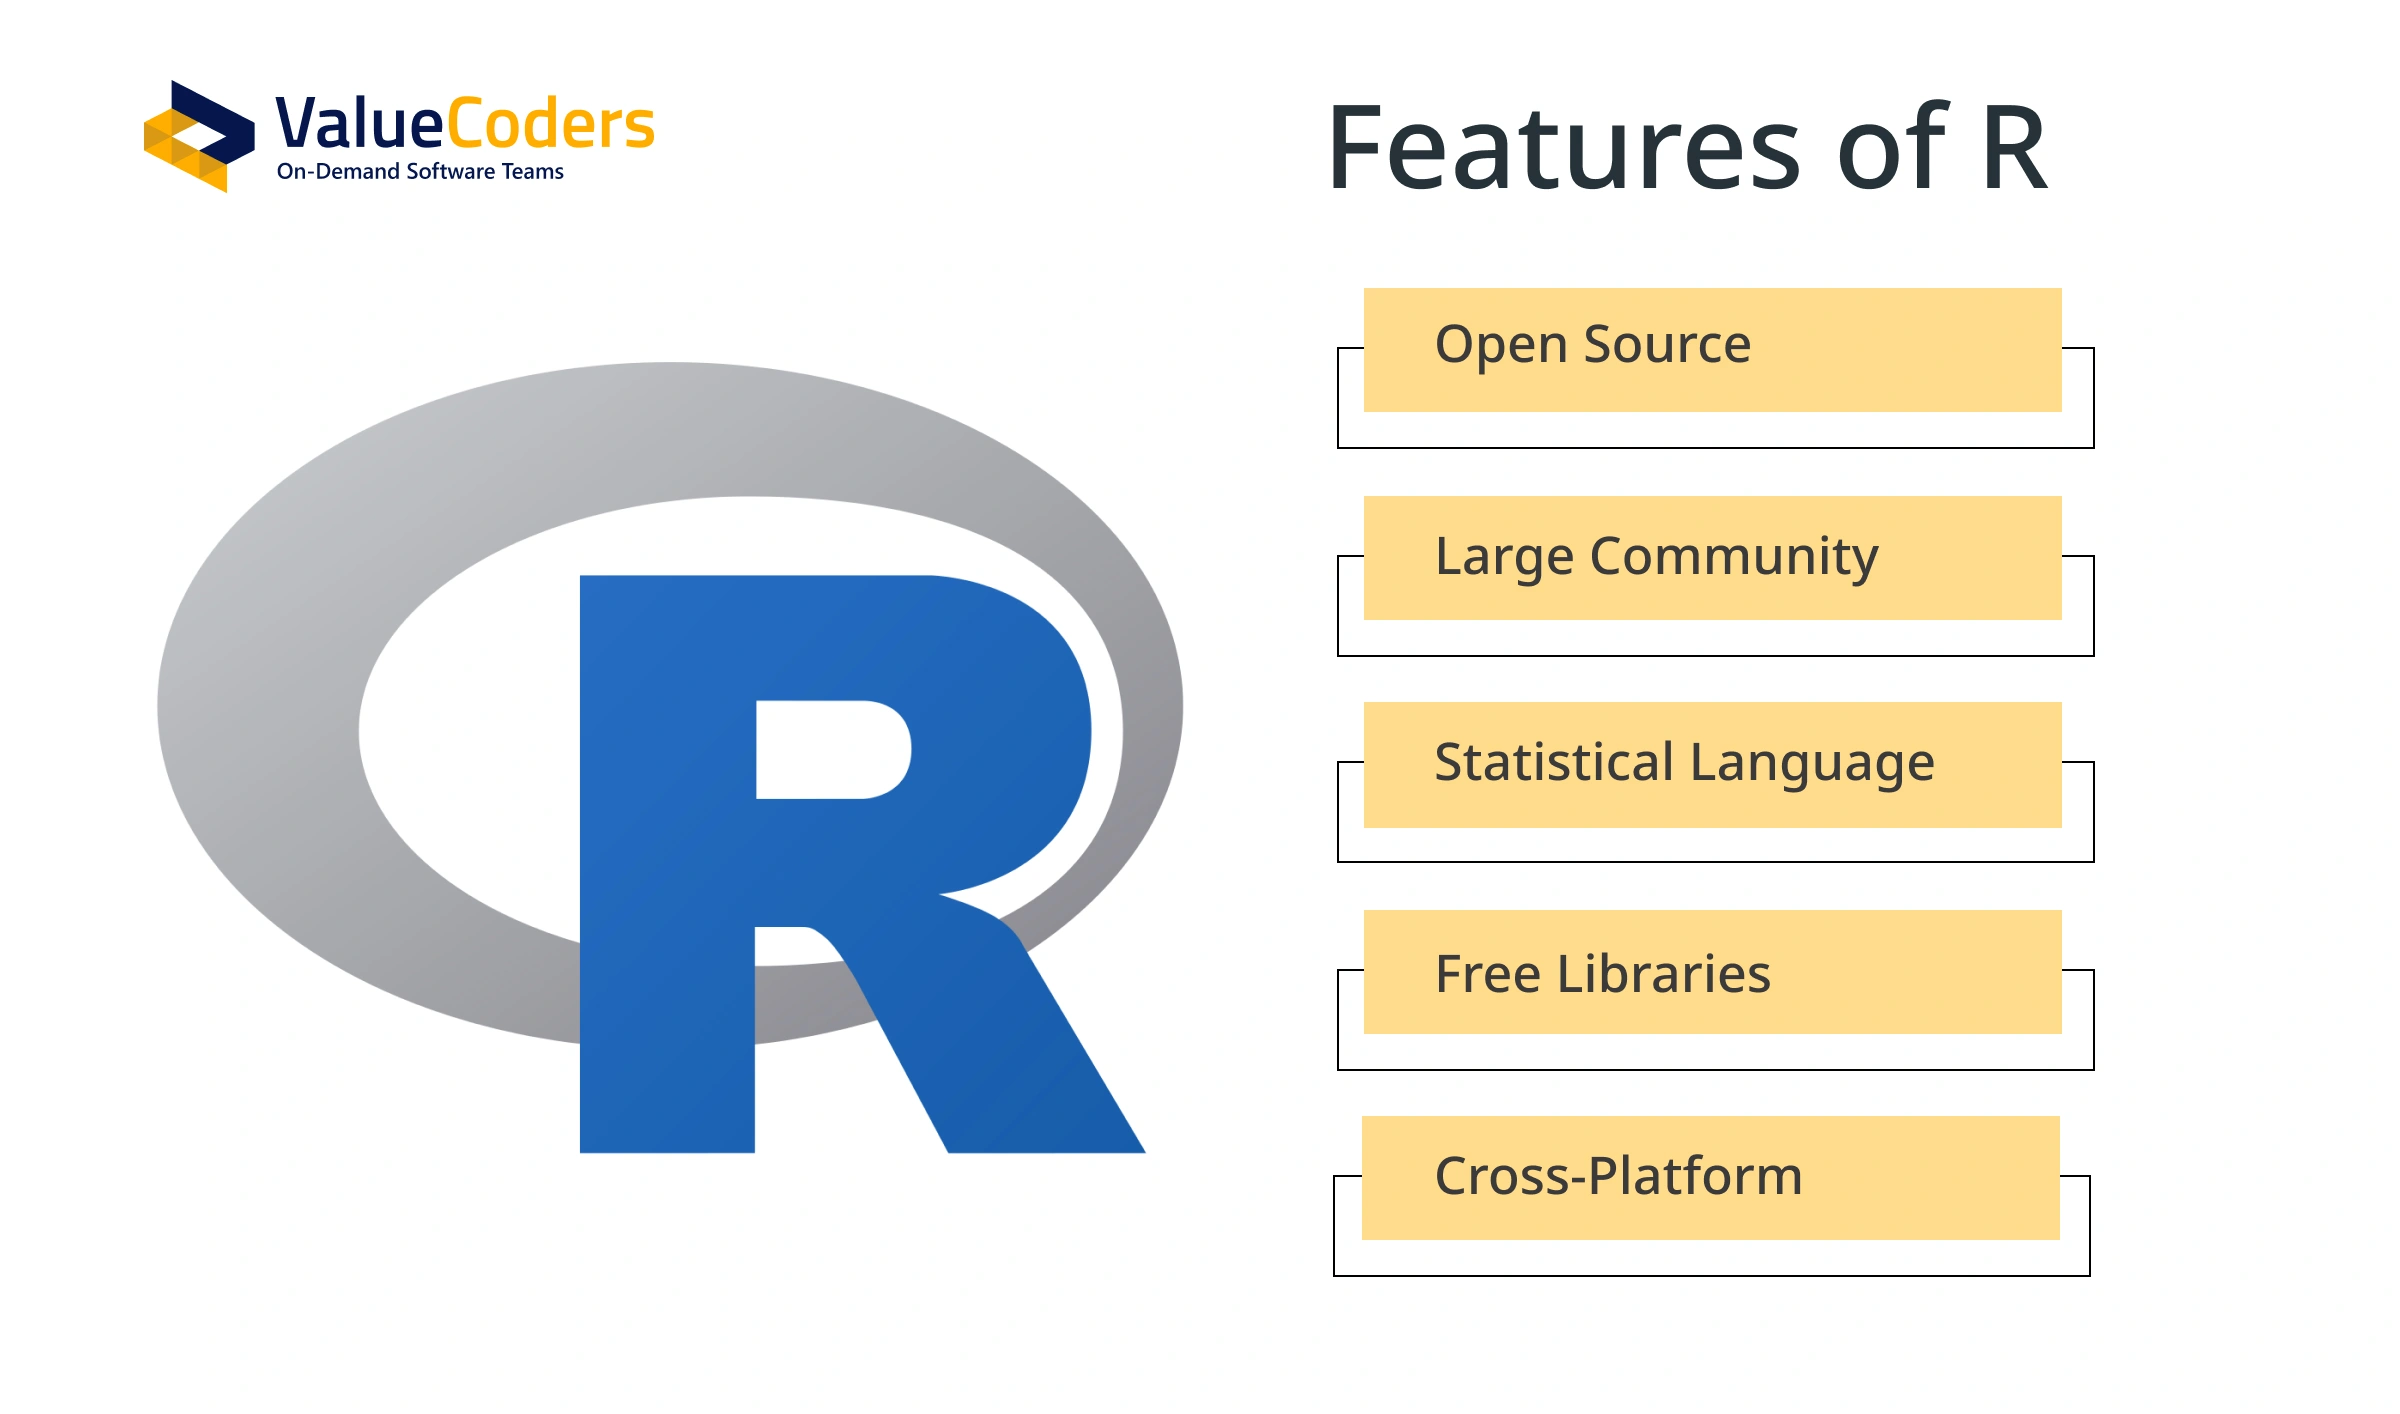 ValueCoders
On-Demand Software Teams
Features of R
Open Source
Large Community
Statistical Language
Free Libraries
Cross-Platform
R